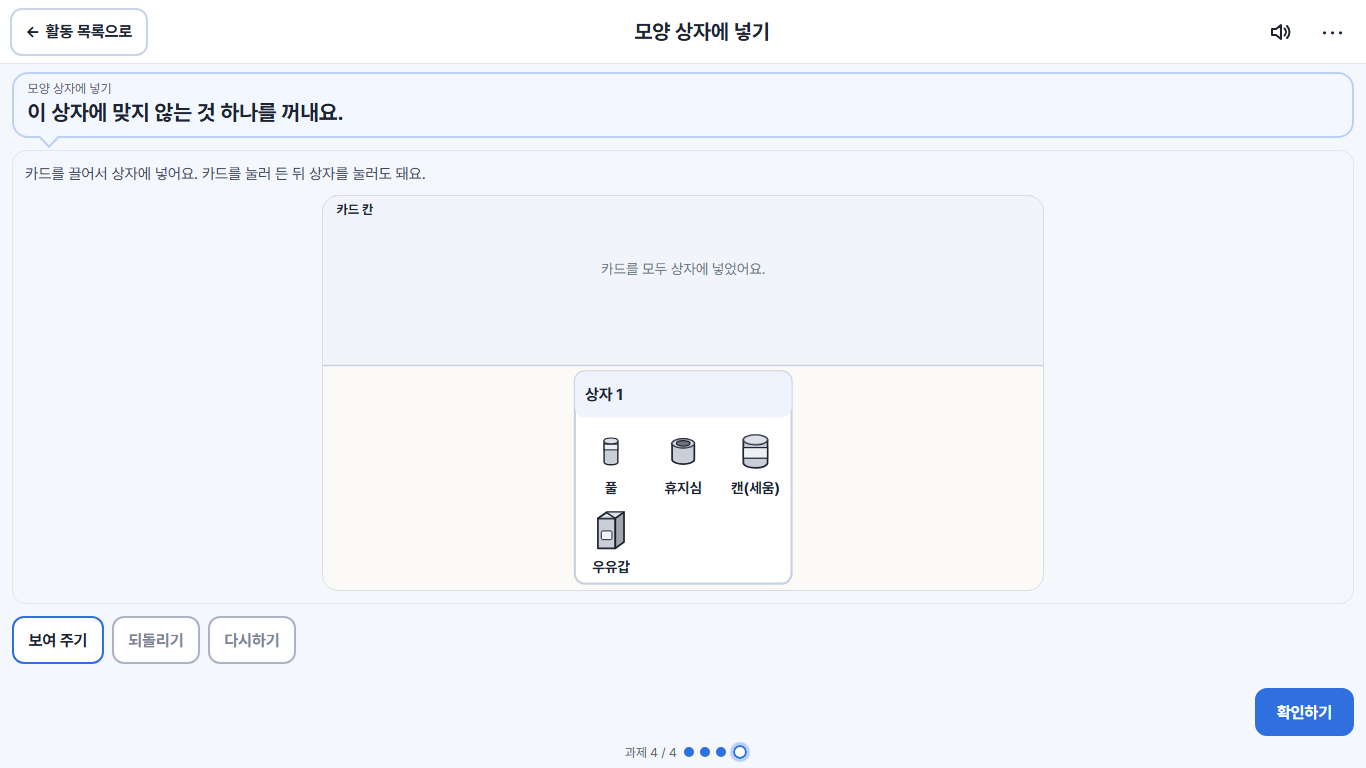 ← 활동 목록으로
모양 상자에 넣기
...
모양 상자에 넣기
이 상자에 맞지 않는 것 하나를 꺼내요.
카드를 끌어서 상자에 넣어요. 카드를 눌러 든 뒤 상자를 눌러도 돼요.
카드 칸
카드를 모두 상자에 넣었어요.
상자 1
풀
휴지심
캔(세움)
우유갑
보여 주기
되돌리기
다시하기
확인하기
과제 4 / 4